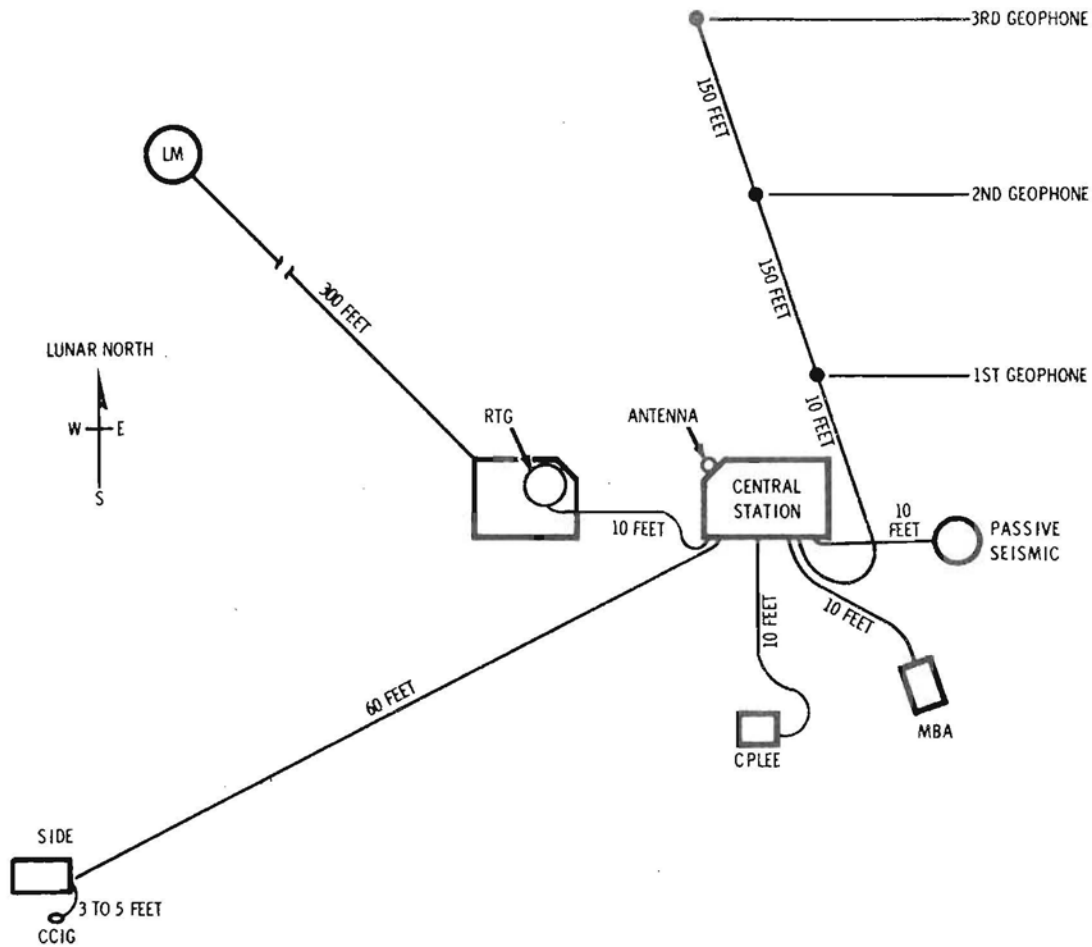 3RD GEOPHONE
150 FEET
LM
2ND GEOPHONE
300 FEET
150 FEET
LUNAR NORTH
W E
S
1ST GEOPHONE
RTG
ANTENNA
10 FEET
CENTRAL
STATION
10 FEET
10
FEET
PASSIVE
SEISMIC
10 FEET
10 FEET
60 FEET
MBA
CPLEE
SIDE
3 TO 5 FEET
CCIG